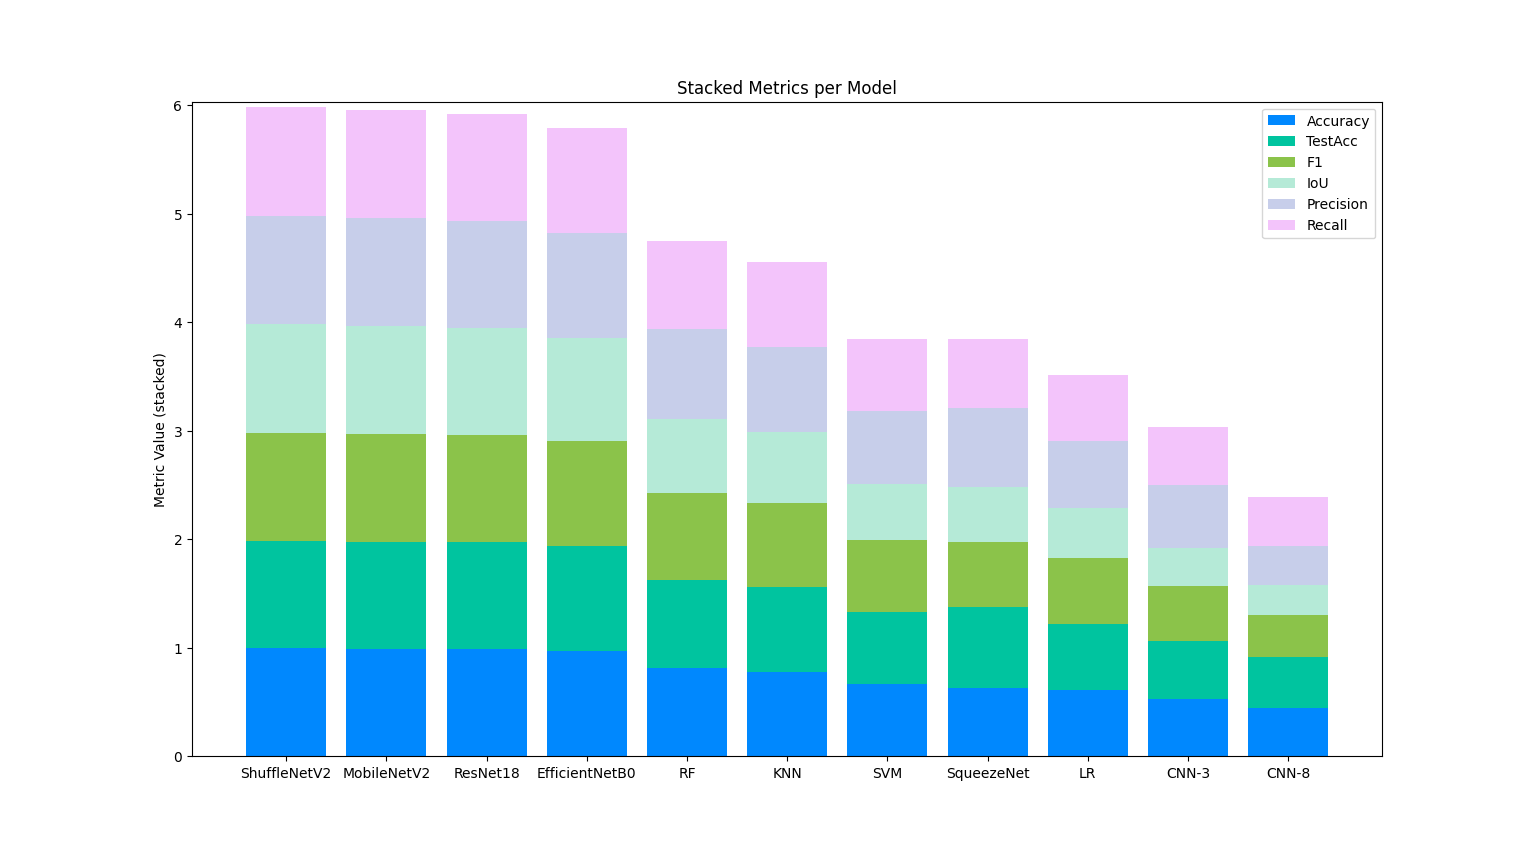 Stacked Metrics per Model
Accuracy
TestAcc
F1
IoU
Precision
Recall
Metric Value (stacked)
6
5
4
3
2
1
0
ShuffleNetV2 MobileNetV2 ResNet18 EfficientNetB0 RF KNN SVM SqueezeNet LR CNN-3 CNN-8